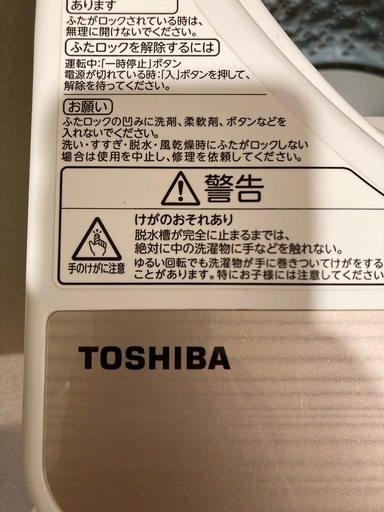 あります
ふたがロックされている時は、
無理に開けないでください。
ふたロックを解除するには
運転中:「一時停止」ボタン
電源が切れている時:「入」ボタンを押して、
解除を待ってください。
お願い
ふたロックの凹みに洗剤、柔軟剤、ボタンなどを
入れないでください。
洗い・すすぎ・脱水・風乾燥時にふたがロックしない
場合は使用を中止し、修理を依頼してください。
警告
けがのおそれあり
脱水槽が完全に止まるまでは、
絶対に中の洗濯物に手などを触れない。
ゆるい回転でも洗濯物が手に巻きついてけがをする
ことがあります。特にお子様には注意してください
手のけがに注意
TOSHIBA